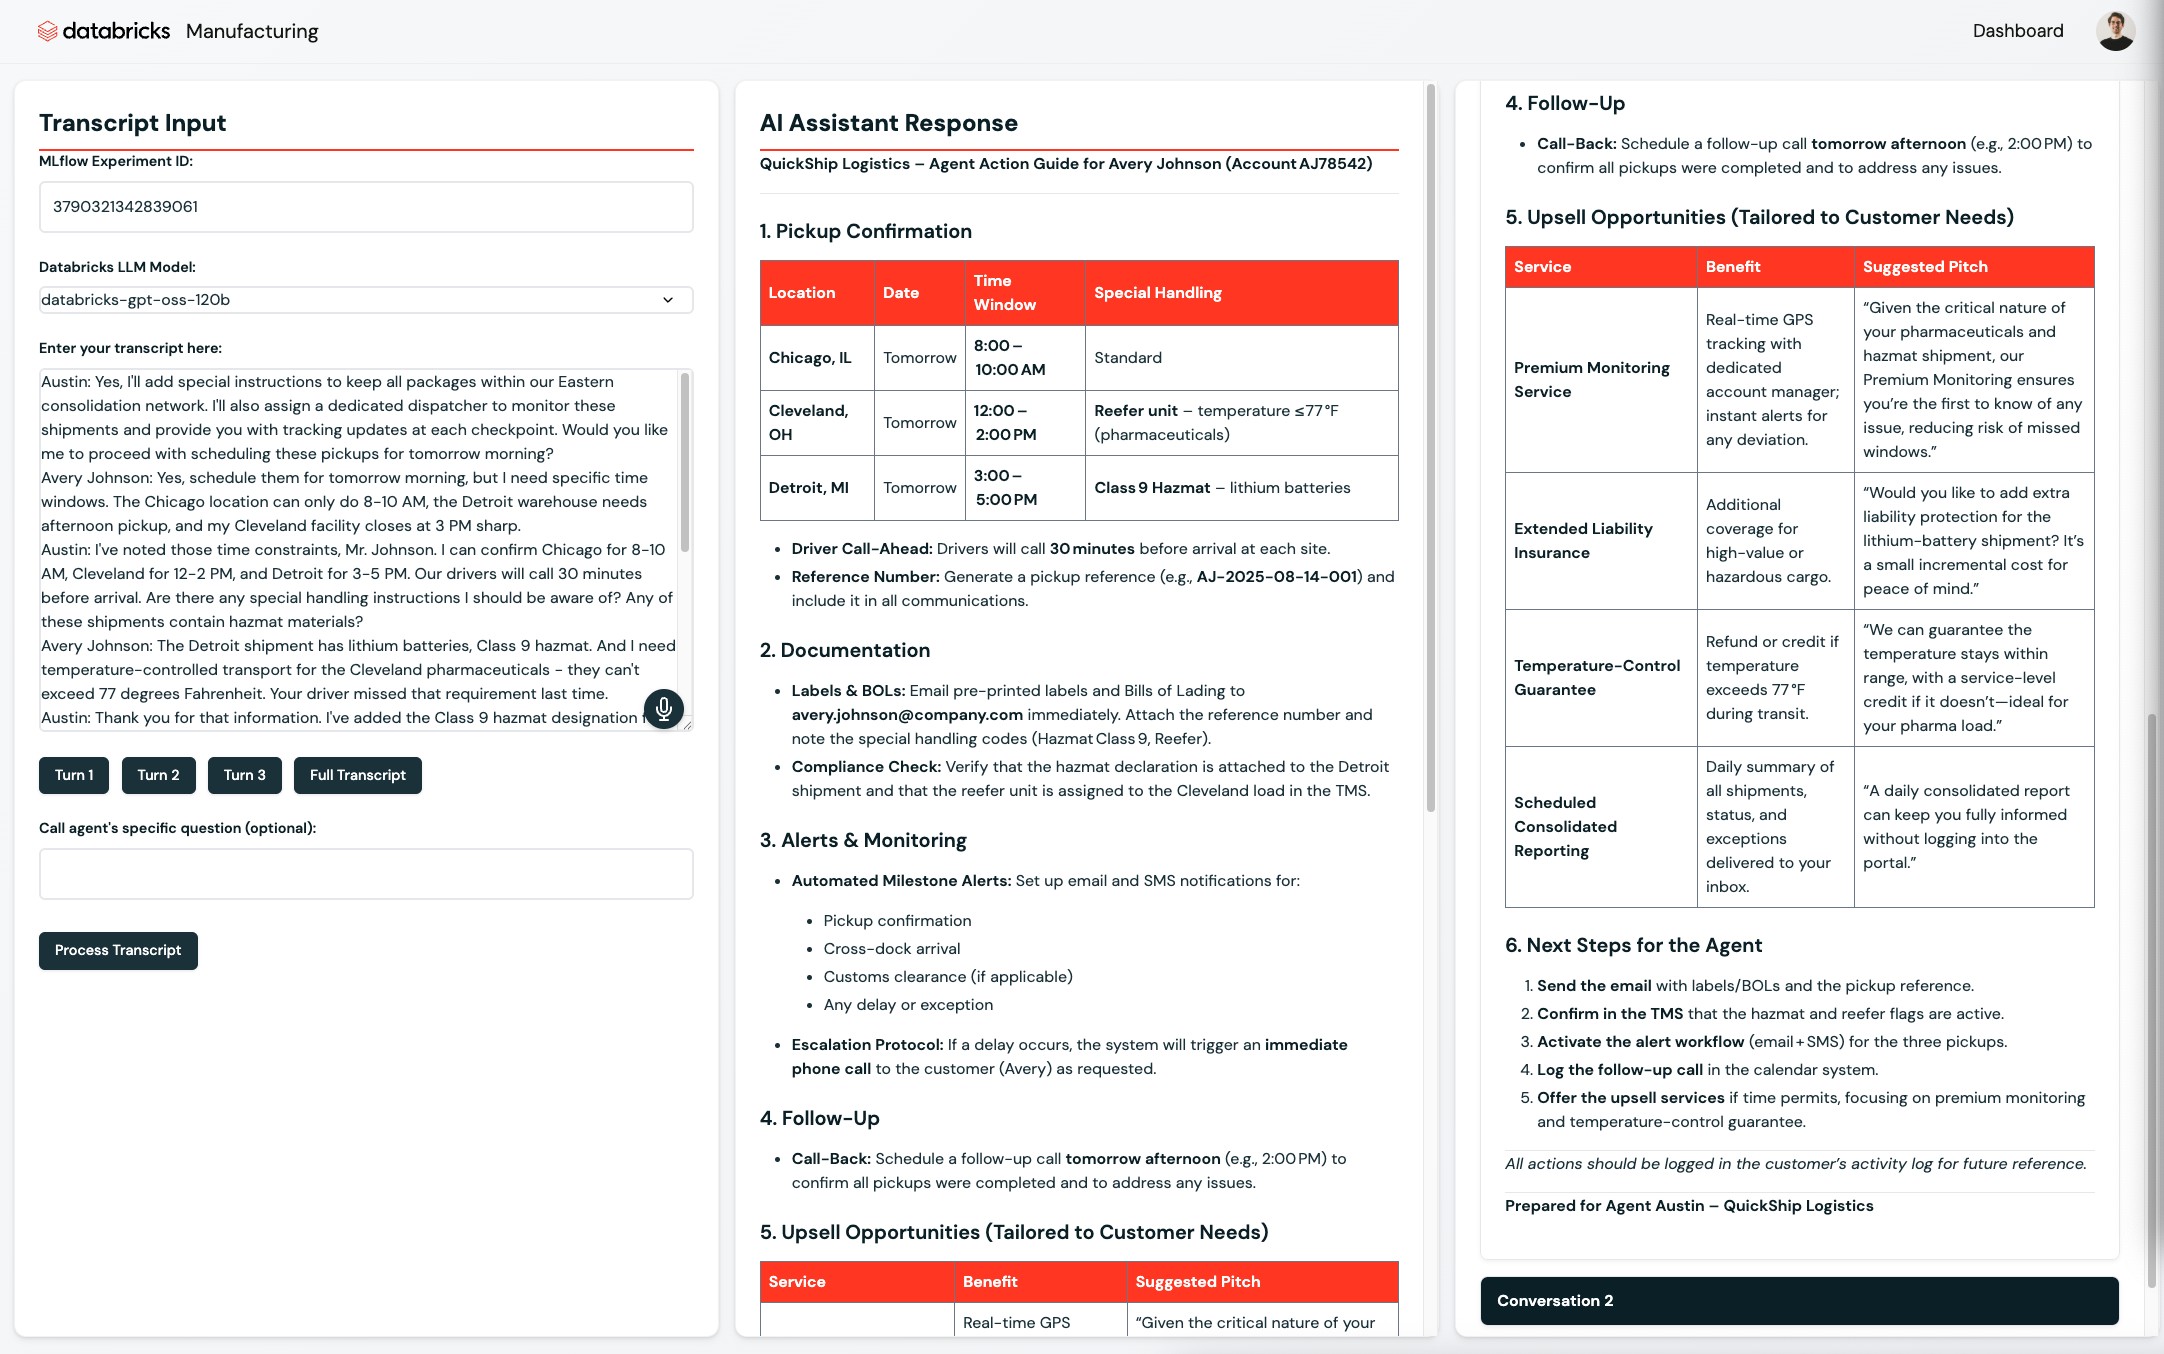 databricks Manufacturing
Dashboard
Transcript Input
MLflow Experiment ID:
3790321342839061
Databricks LLM Model:
databricks-gpt-oss-120b
Enter your transcript here:
Austin: Yes, I'll add special instructions to keep all packages within our Eastern
consolidation network. I'll also assign a dedicated dispatcher to monitor these
shipments and provide you with tracking updates at each checkpoint. Would you like
me to proceed with scheduling these pickups for tomorrow morning?
Avery Johnson: Yes, schedule them for tomorrow morning, but I need specific time
windows. The Chicago location can only do 8-10 AM, the Detroit warehouse needs
afternoon pickup, and my Cleveland facility closes at 3 PM sharp.
Austin: I've noted those time constraints, Mr. Johnson. I can confirm Chicago for 8-10
AM, Cleveland for 12-2 PM, and Detroit for 3-5 PM. Our drivers will call 30 minutes
before arrival. Are there any special handling instructions I should be aware of? Any of
these shipments contain hazmat materials?
Avery Johnson: The Detroit shipment has lithium batteries, Class 9 hazmat. And I need
temperature-controlled transport for the Cleveland pharmaceuticals - they can't
exceed 77 degrees Fahrenheit. Your driver missed that requirement last time.
Austin: Thank you for that information. I've added the Class 9 hazmat designation
Turn 1
Turn 2
Turn 3
Full Transcript
Call agent's specific question (optional):
Process Transcript
AI Assistant Response
QuickShip Logistics – Agent Action Guide for Avery Johnson (Account AJ78542)
1. Pickup Confirmation
Location
Date
Time
Window
Special Handling
Chicago, IL
Tomorrow
8:00 –
10:00 AM
Standard
Cleveland,
OH
Tomorrow
12:00 –
2:00 PM
Reefer unit – temperature ≤77 °F
(pharmaceuticals)
Detroit, MI
Tomorrow
3:00 –
5:00 PM
Class 9 Hazmat – lithium batteries
• Driver Call-Ahead: Drivers will call 30 minutes before arrival at each site.
• Reference Number: Generate a pickup reference (e.g., AJ-2025-08-14-001) and
include it in all communications.
2. Documentation
• Labels & BOLs: Email pre-printed labels and Bills of Lading to
avery.johnson@company.com immediately. Attach the reference number and
note the special handling codes (Hazmat Class 9, Reefer).
• Compliance Check: Verify that the hazmat declaration is attached to the Detroit
shipment and that the reefer unit is assigned to the Cleveland load in the TMS.
3. Alerts & Monitoring
• Automated Milestone Alerts: Set up email and SMS notifications for:
• Pickup confirmation
• Cross-dock arrival
• Customs clearance (if applicable)
• Any delay or exception
• Escalation Protocol: If a delay occurs, the system will trigger an immediate
phone call to the customer (Avery) as requested.
4. Follow-Up
• Call-Back: Schedule a follow-up call tomorrow afternoon (e.g., 2:00 PM) to
confirm all pickups were completed and to address any issues.
5. Upsell Opportunities (Tailored to Customer Needs)
Service
Benefit
Suggested Pitch
Real-time GPS
“Given the critical nature of your
4. Follow-Up
• Call-Back: Schedule a follow-up call tomorrow afternoon (e.g., 2:00 PM) to
confirm all pickups were completed and to address any issues.
5. Upsell Opportunities (Tailored to Customer Needs)
Service
Benefit
Suggested Pitch
Premium Monitoring
Service
Real-time GPS
tracking with
dedicated
account manager;
instant alerts for
any deviation.
“Given the critical nature of
your pharmaceuticals and
hazmat shipment, our
Premium Monitoring ensures
you’re the first to know of any
issue, reducing risk of missed
windows.”
Extended Liability
Insurance
Additional
coverage for
high-value or
hazardous cargo.
“Would you like to add extra
liability protection for the
lithium-battery shipment? It’s
a small incremental cost for
peace of mind.”
Temperature-Control
Guarantee
Refund or credit if
temperature
exceeds 77 °F
during transit.
“We can guarantee the
temperature stays within
range, with a service-level
credit if it doesn’t—ideal for
your pharma load.”
Scheduled
Consolidated
Reporting
Daily summary of
all shipments,
status, and
exceptions
delivered to your
inbox.
“A daily consolidated report
can keep you fully informed
without logging into the
portal.”
6. Next Steps for the Agent
1. Send the email with labels/BOLs and the pickup reference.
2. Confirm in the TMS that the hazmat and reefer flags are active.
3. Activate the alert workflow (email + SMS) for the three pickups.
4. Log the follow-up call in the calendar system.
5. Offer the upsell services if time permits, focusing on premium monitoring
and temperature-control guarantee.
All actions should be logged in the customer’s activity log for future reference.
Prepared for Agent Austin – QuickShip Logistics
Conversation 2